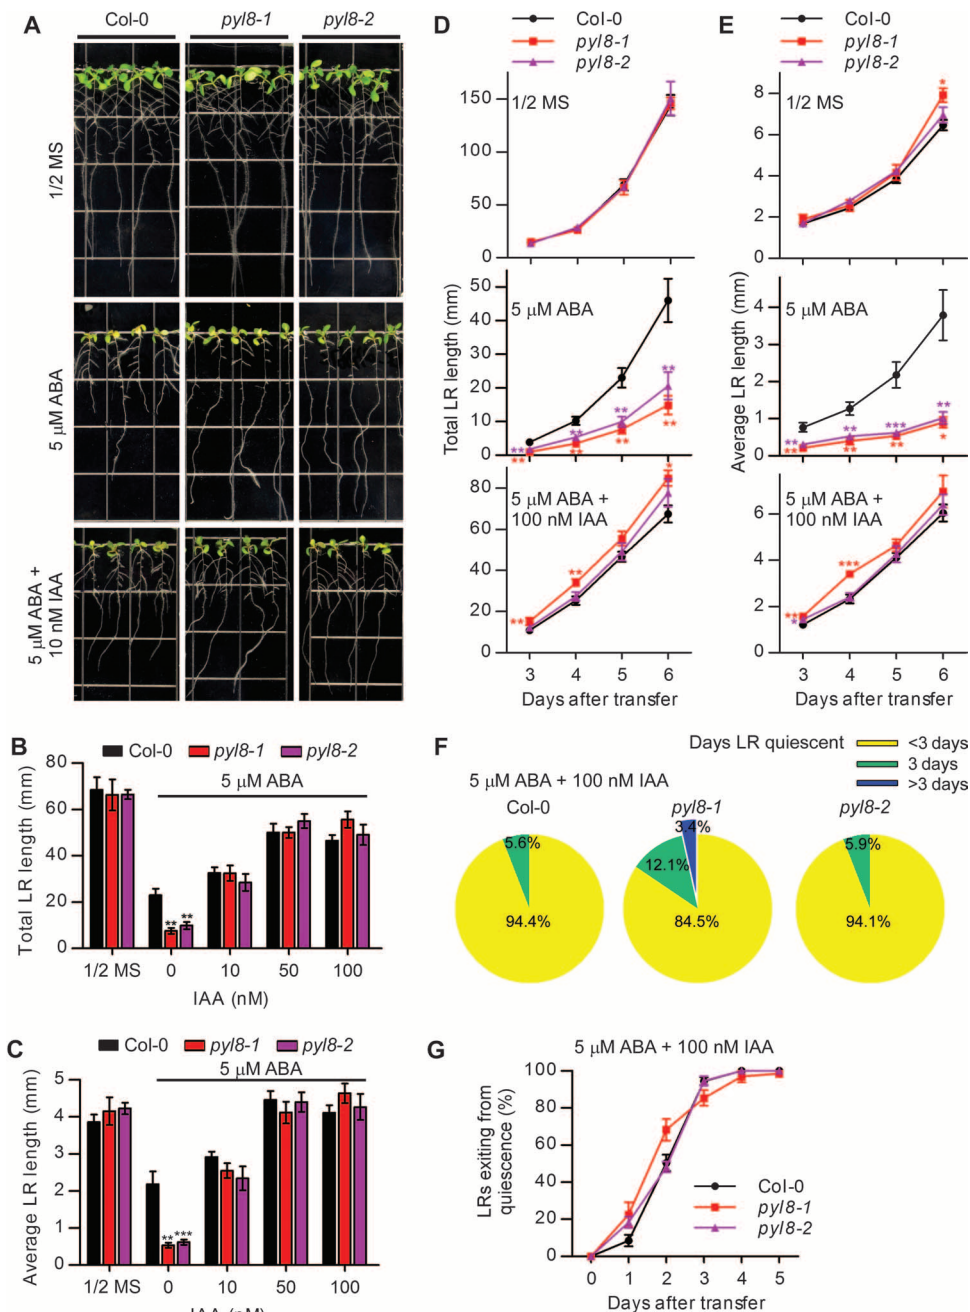 A
Col-0
pyl8-1
pyl8-2
1/2 MS
5 μM ABA
5 μM ABA +
10 nM IAA
B
Col-0
pyl8-1
pyl8-2
5 μM ABA
Total LR length (mm)
80
60
40
20
0
1/2 MS
0
10
50
100
** **
IAA (nM)
C
Col-0
pyl8-1
pyl8-2
5 μM ABA
Average LR length (mm)
5
4
3
2
1
0
** ***
1/2 MS
0
10
50
100
IAA (nM)
D
Col-0
pyl8-1
pyl8-2
1/2 MS
150
100
50
0
5 μM ABA
Total LR length (mm)
60
50
40
30
20
10
0
**
**
**
**
**
**
**
**
5 μM ABA +
100 nM IAA
100
80
60
40
20
0
**
**
*
3 4 5 6
Days after transfer
E
Col-0
pyl8-1
pyl8-2
1/2 MS
8
6
4
2
0
*
5 μM ABA
Average LR length (mm)
4
3
2
1
0
**
**
**
**
***
**
**
*
5 μM ABA +
100 nM IAA
6
4
2
0
**
*
***
3 4 5 6
Days after transfer
F
Days LR quiescent
<3 days
3 days
>3 days
5 μM ABA + 100 nM IAA
Col-0
pyl8-1
pyl8-2
5.6%
94.4%
3.4%
12.1%
84.5%
5.9%
94.1%
G
5 μM ABA + 100 nM IAA
LRs exiting from
quiescence (%)
100
80
60
40
20
0
Col-0
pyl8-1
pyl8-2
0 1 2 3 4 5
Days after transfer